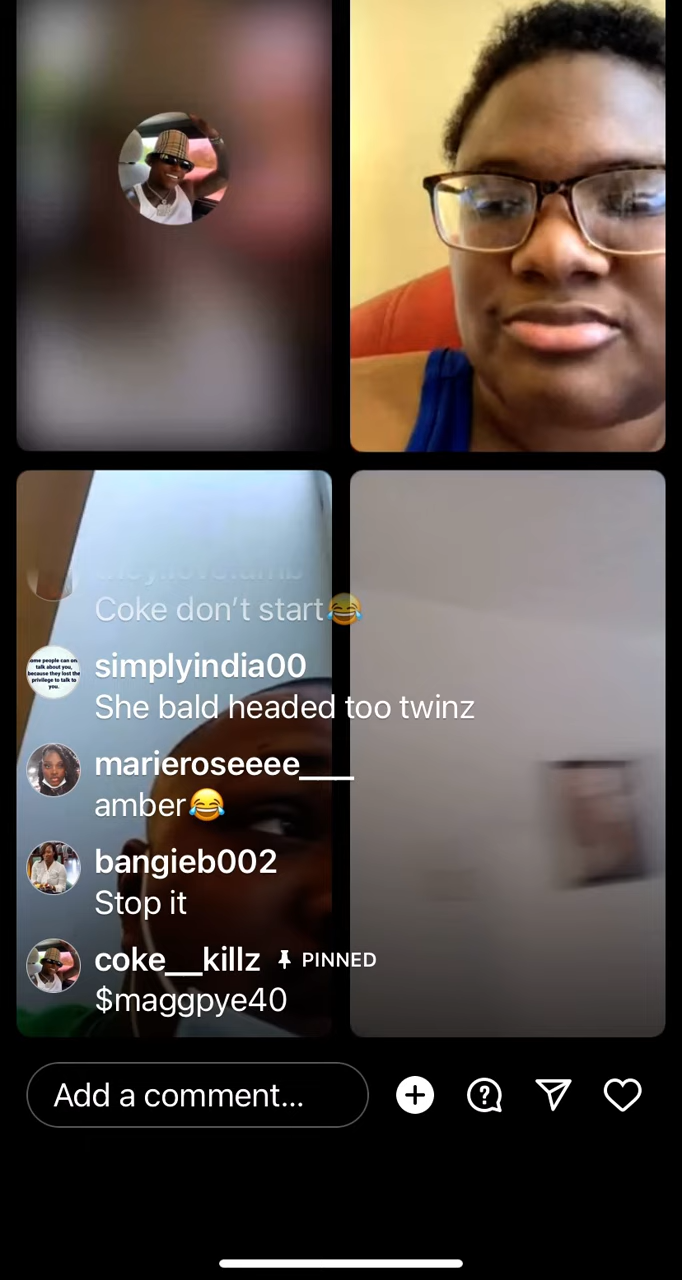 Coke don't start😂
simplyindia00
She bald headed too twinz
marieroseeee___
amber😂
bangieb002
Stop it
coke__killz PINNED
$maggpye40
Add a comment...